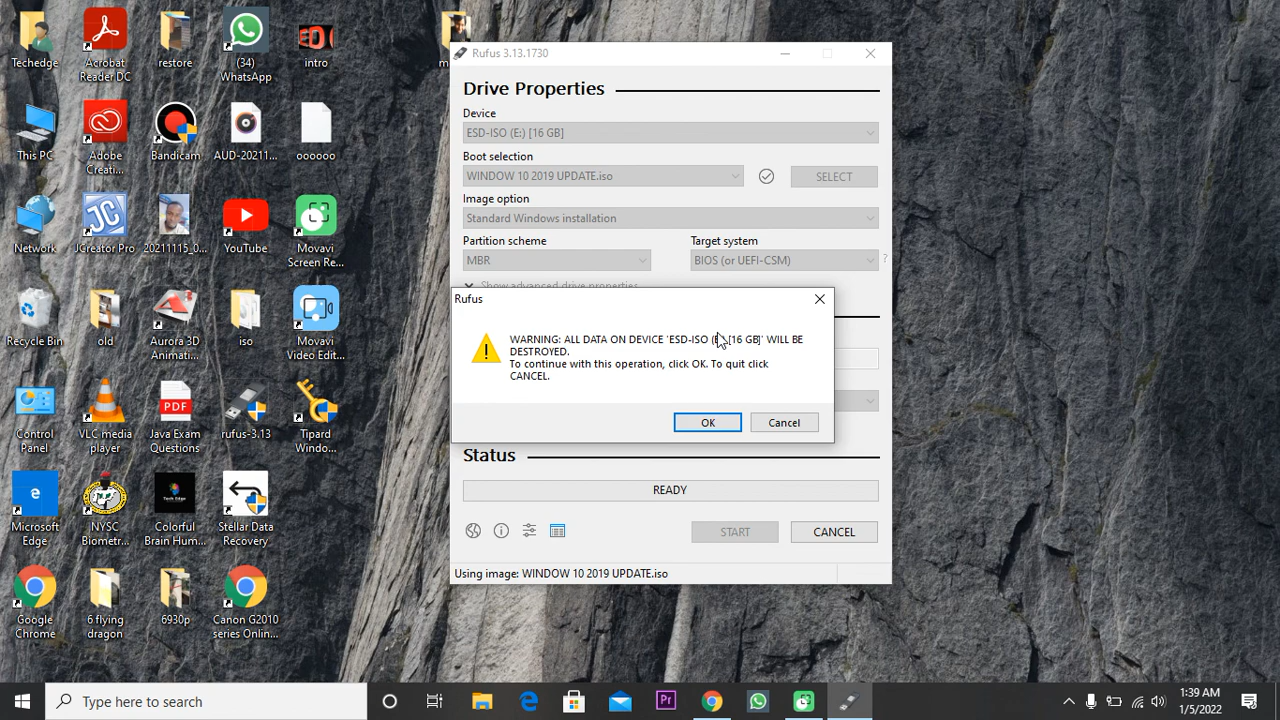 Techedge
Acrobat
Reader DC
restore
(34)
WhatsApp
intro
This PC
Adobe
Creati...
Bandicam
AUD-20211...
oooooo
Network
JCreator Pro
20211115_0...
YouTube
Movavi
Screen Re...
Recycle Bin
old
Aurora 3D
Animati...
iso
Movavi
Video Edit...
Control
Panel
VLC media
player
PDF
Java Exam
Questions
rufus-3.13
Tipard
Windo...
Microsoft
Edge
NYSC
Biometr...
Colorful
Brain Hum...
Stellar Data
Recovery
Google
Chrome
6 flying
dragon
6930p
Canon G2010
series Onlin...
Rufus 3.13.1730
Drive Properties
Device
ESD-ISO (E:) [16 GB]
Boot selection
WINDOW 10 2019 UPDATE.iso
SELECT
Image option
Standard Windows installation
Partition scheme
Target system
MBR
BIOS (or UEFI-CSM)
?
Show advanced drive properties
Rufus
WARNING: ALL DATA ON DEVICE 'ESD-ISO ( [16 GB]' WILL BE
DESTROYED.
To continue with this operation, click OK. To quit click
CANCEL.
OK
Cancel
Status
READY
START
CANCEL
Using image: WINDOW 10 2019 UPDATE.iso
Type here to search
Pr
1:39 AM
1/5/2022